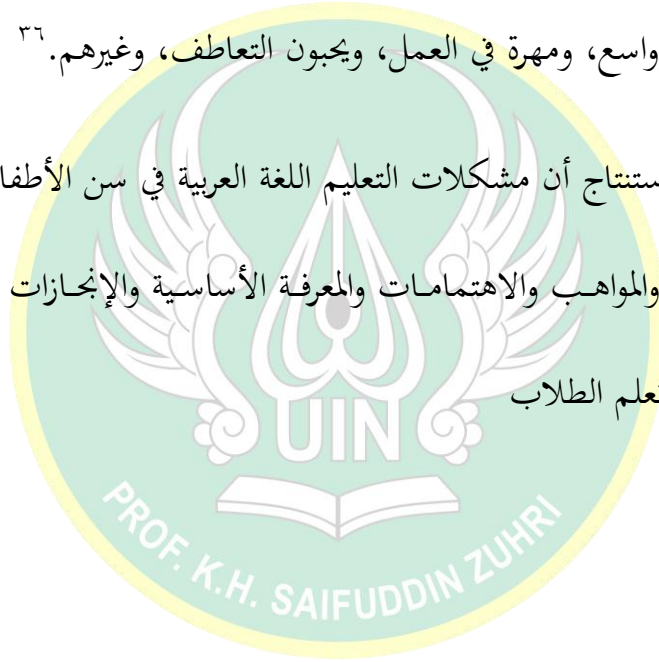 واسع، ومهرة في العمل، ويحبون التعاطف، وغيرهم.٣٦
ستنتاج أن مشكلات التعليم اللغة العربية في سن الأطفا
والمواهب والاهتمامات والمعرفة الأساسية والإنجازات
تعلم الطلاب
UIN
PROF. K.H. SAIFUDDIN ZUHRI